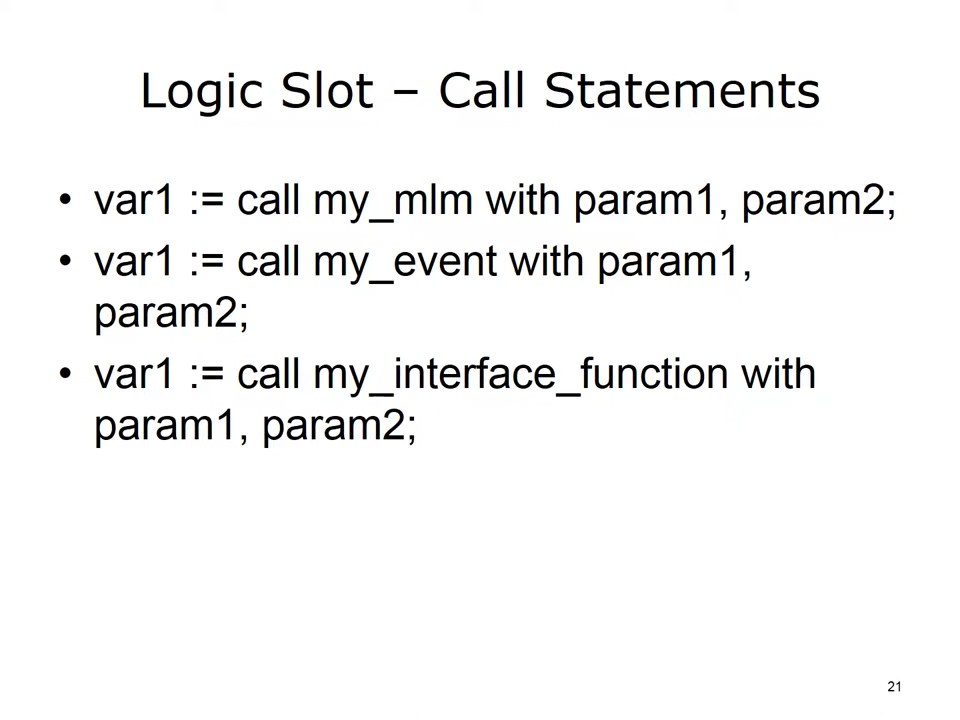 Logic Slot – Call Statements
• var1 := call my_mlm with param1, param2;
• var1 := call my_event with param1,
param2;
• var1 := call my_interface_function with
param1, param2;
21